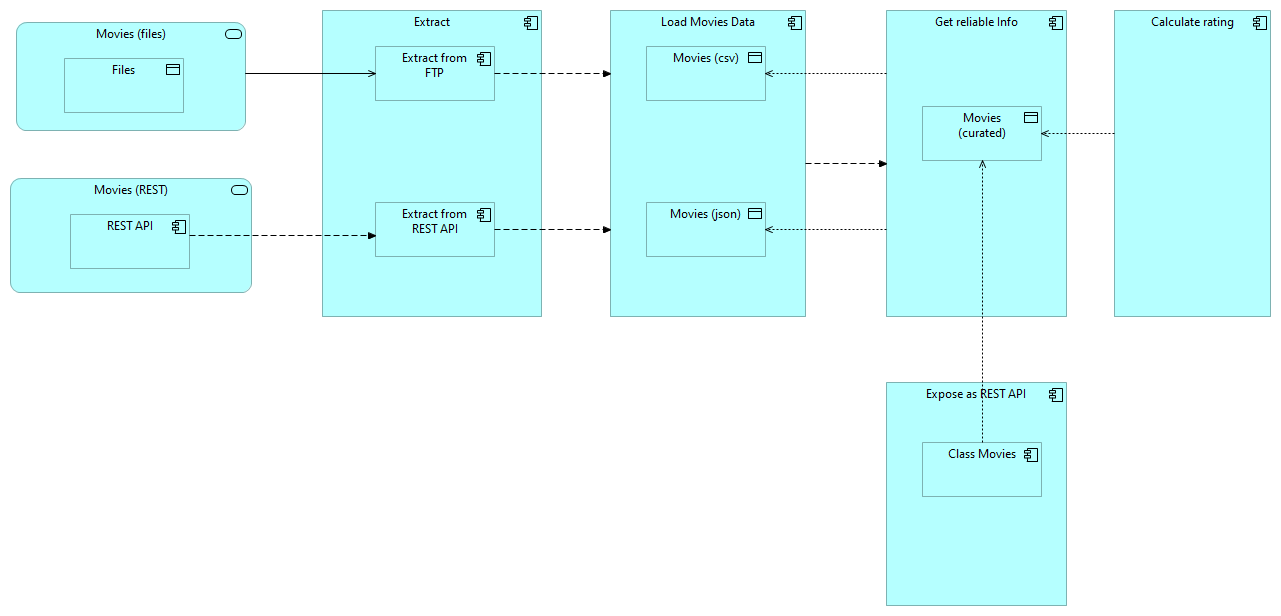 Movies (files)
Files
Movies (REST)
REST API
Extract
Extract from
FTP
Extract from
REST API
Load Movies Data
Movies (csv)
Movies (json)
Get reliable Info
Movies
(curated)
Calculate rating
Expose as REST API
Class Movies